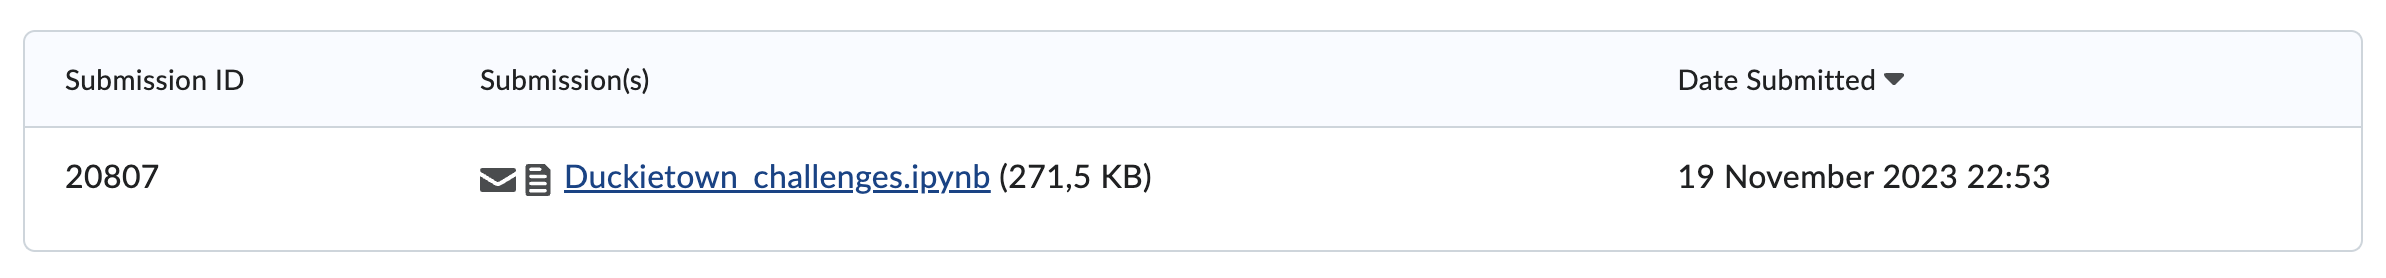 Submission ID Submission(s) Date Submitted
20807 Duckietown_challenges.ipynb (271,5 KB) 19 November 2023 22:53